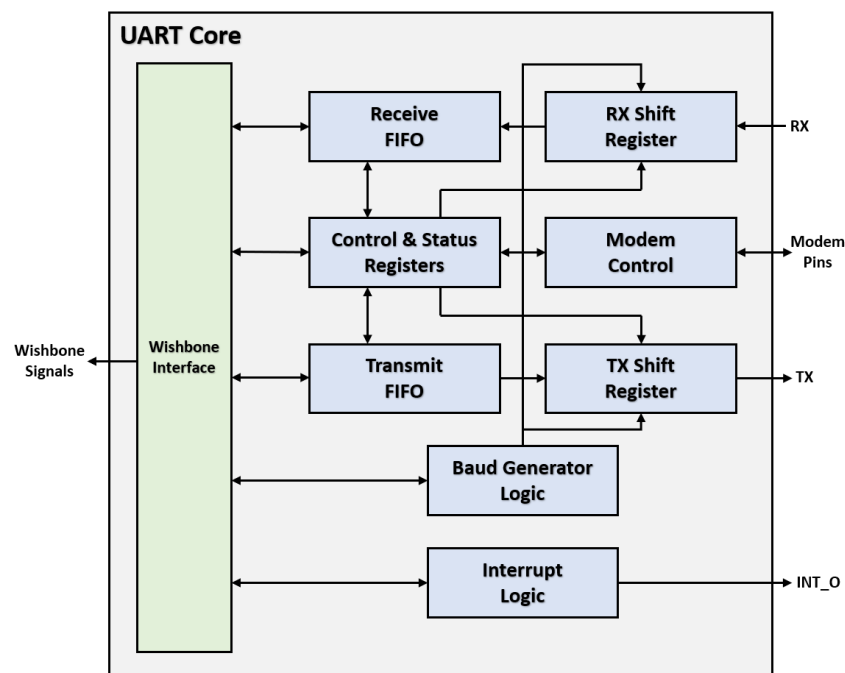 UART Core
Receive
FIFO
RX Shift
Register
RX
Control & Status
Registers
Modem
Control
Modem
Pins
Wishbone
Signals
Wishbone
Interface
Transmit
FIFO
TX Shift
Register
TX
Baud Generator
Logic
Interrupt
Logic
INT_O